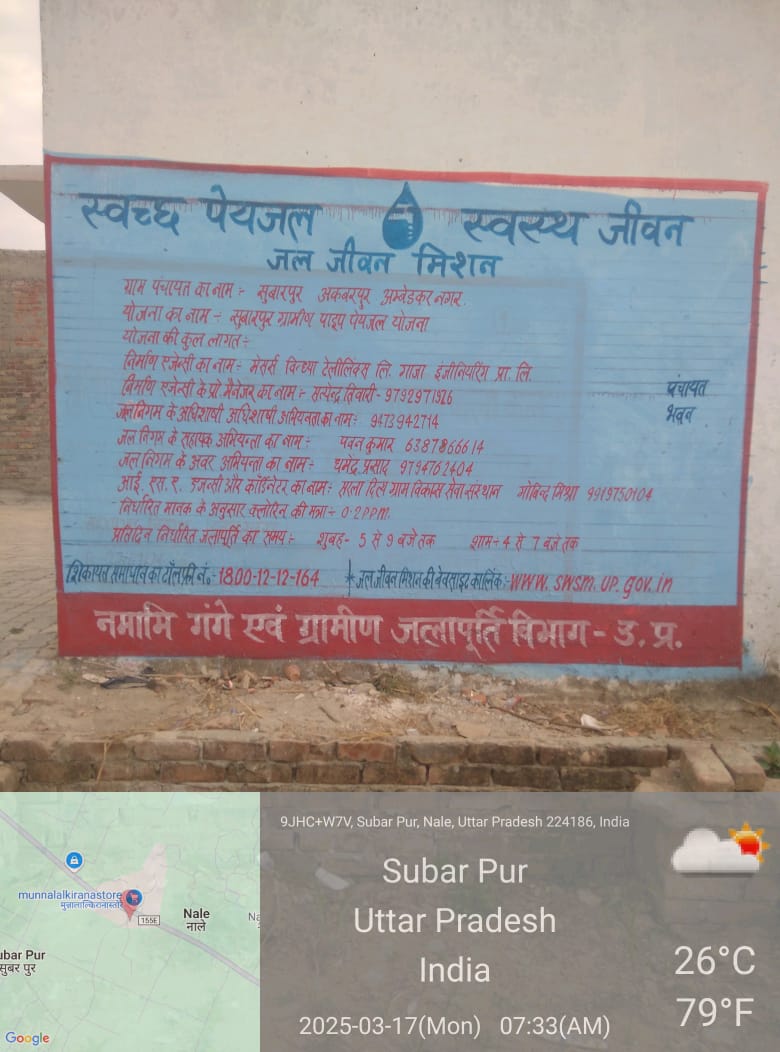 स्वच्छ पेयजल स्वस्थ्य जीवन
जल जीवन मिशन
ग्राम पंचायत का नाम :- सुबारपुर अकबरपुर अम्बेडकर नगर.
योजना का नाम :- सुबारपुर ग्रामीण पाइप पेयजल योजना
योजना की कुल लागत :-
निर्माण एजेन्सी का नाम :- मेसर्स विन्ध्या टेलीलिंक्स लि. गाजा इंजीनियरिंग प्रा. लि.
निर्माण एजेन्सी के प्रो. मैनेजर का नाम :- सत्येन्द्र तिवारी - 9792971926
जल निगम के अधिशाषी अधिशाषी अभियन्ता का नाम: 9473942714
जल निगम के सहायक अभियन्ता का नाम: पवन कुमार 6387866614
जल निगम के अवर अभियन्ता का नाम: धर्मेंद्र प्रसाद 9794762404
आई. एस. ए. एजेन्सी और कॉर्डिनेटर का नाम: सला दित्य ग्राम विकास सेवा संस्थान गोविन्द मिश्रा 9919750104
निर्धारित मानक के अनुसार क्लोरिन की मात्रा :- 0.2 P.P.M.
प्रतिदिन निर्धारित जलापूर्ति का समय :- शुबह - 5 से 9 बजे तक शाम - 4 से 7 बजे तक
पंचायत
भवन
शिकायत समाधान का टॉल फ्री नं. :- 1800-12-12-164 * जल जीवन मिशन की वेबसाइट का लिंक :- www.swsm.up.gov.in
नमामि गंगे एवं ग्रामीण जलापूर्ति विभाग - उ. प्र.
9JHC+W7V, Subar Pur, Nale, Uttar Pradesh 224186, India
Subar Pur
Uttar Pradesh
India
2025-03-17(Mon) 07:33(AM)
26°C
79°F
munnalalkiranastore
मुन्नालालकिरानास्टोर
155E
Nale
नाले
ubar Pur
सुबर पुर
Google